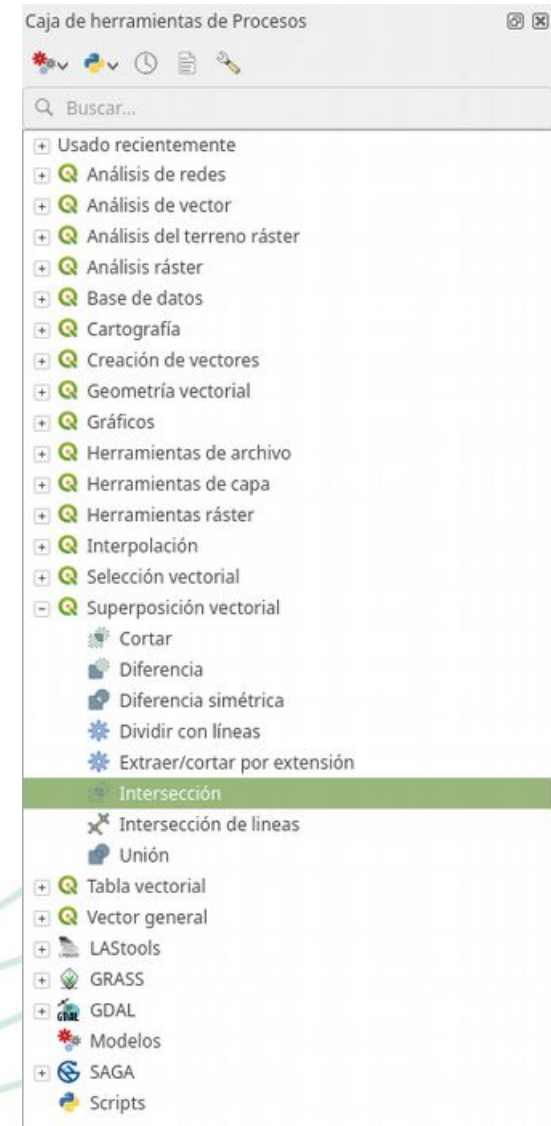 Caja de herramientas de Procesos
Buscar...
Usado recientemente
Análisis de redes
Análisis de vector
Análisis del terreno ráster
Análisis ráster
Base de datos
Cartografía
Creación de vectores
Geometría vectorial
Gráficos
Herramientas de archivo
Herramientas de capa
Herramientas ráster
Interpolación
Selección vectorial
Superposición vectorial
Cortar
Diferencia
Diferencia simétrica
Dividir con líneas
Extraer/cortar por extensión
Intersección
Intersección de lineas
Unión
Tabla vectorial
Vector general
LAStools
GRASS
GDAL
Modelos
SAGA
Scripts